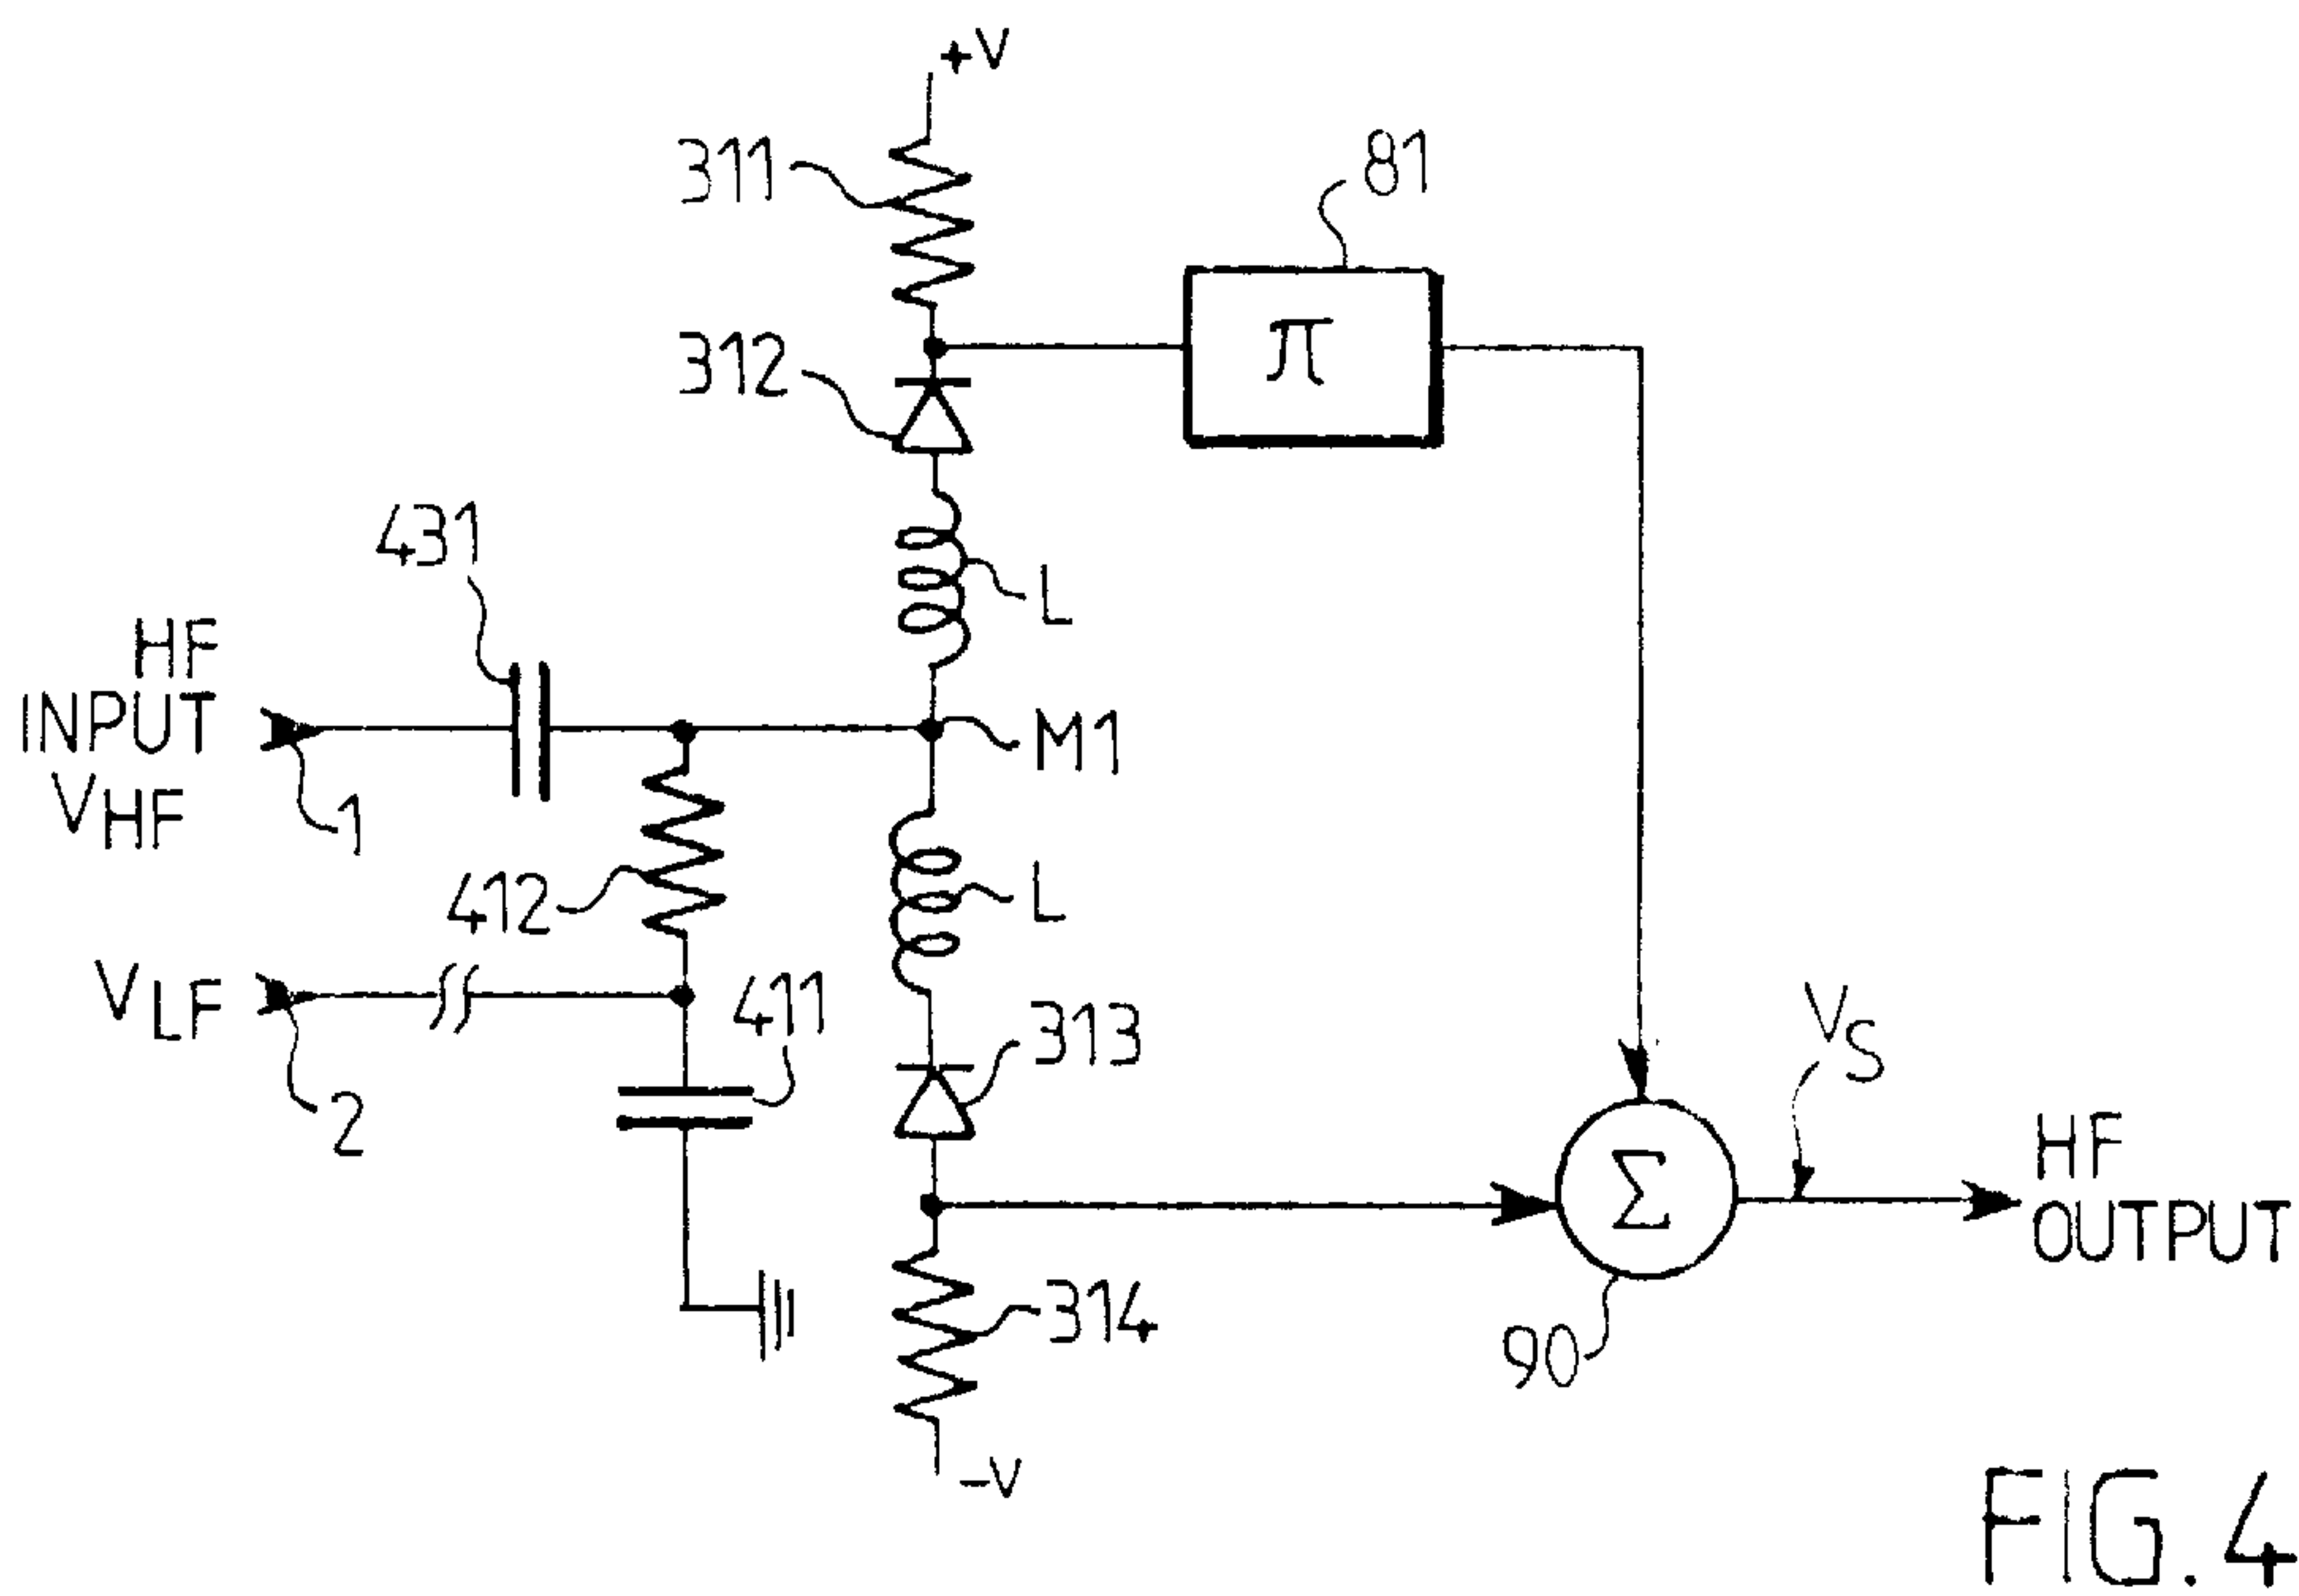 +V
311
81
π
312
431
L
HF
INPUT
VHF
1
M1
412
L
VLF
2
411
313
VS
Σ
HF
OUTPUT
314
90
-V
FIG. 4